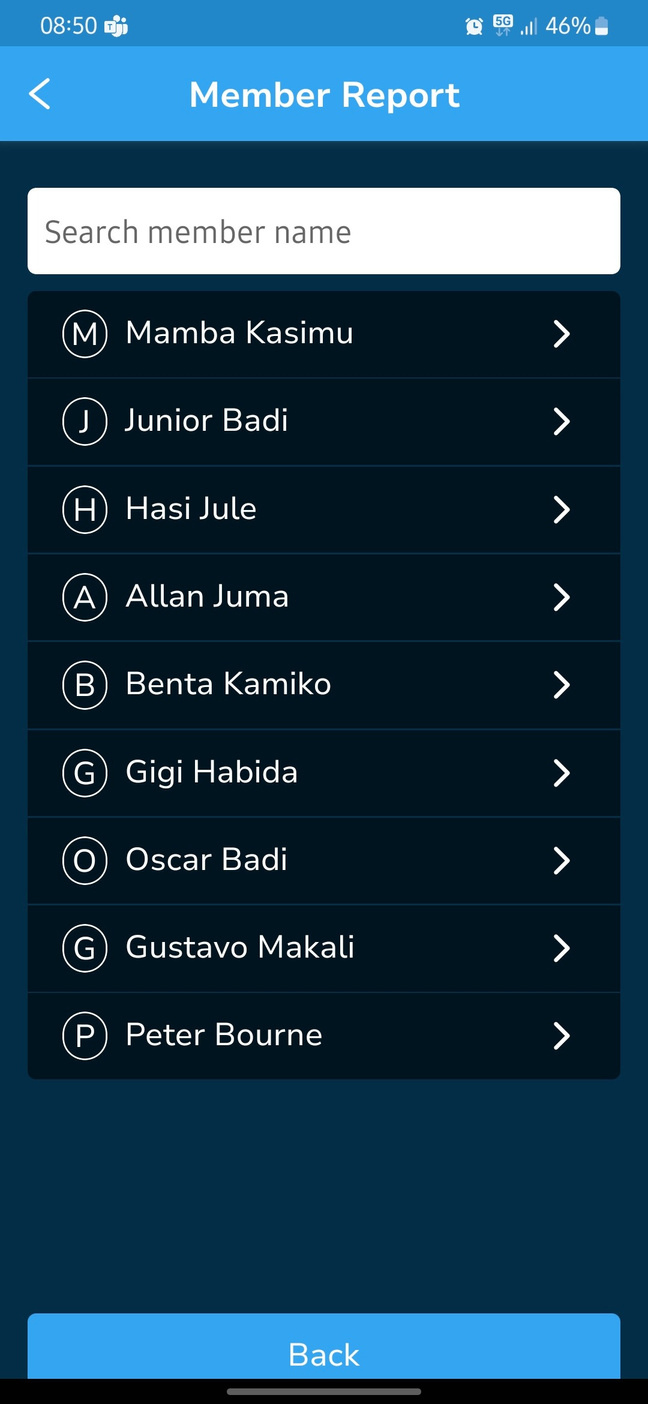 08:50 5G 46%
Member Report
Search member name
M Mamba Kasimu
J Junior Badi
H Hasi Jule
A Allan Juma
B Benta Kamiko
G Gigi Habida
O Oscar Badi
G Gustavo Makali
P Peter Bourne
Back